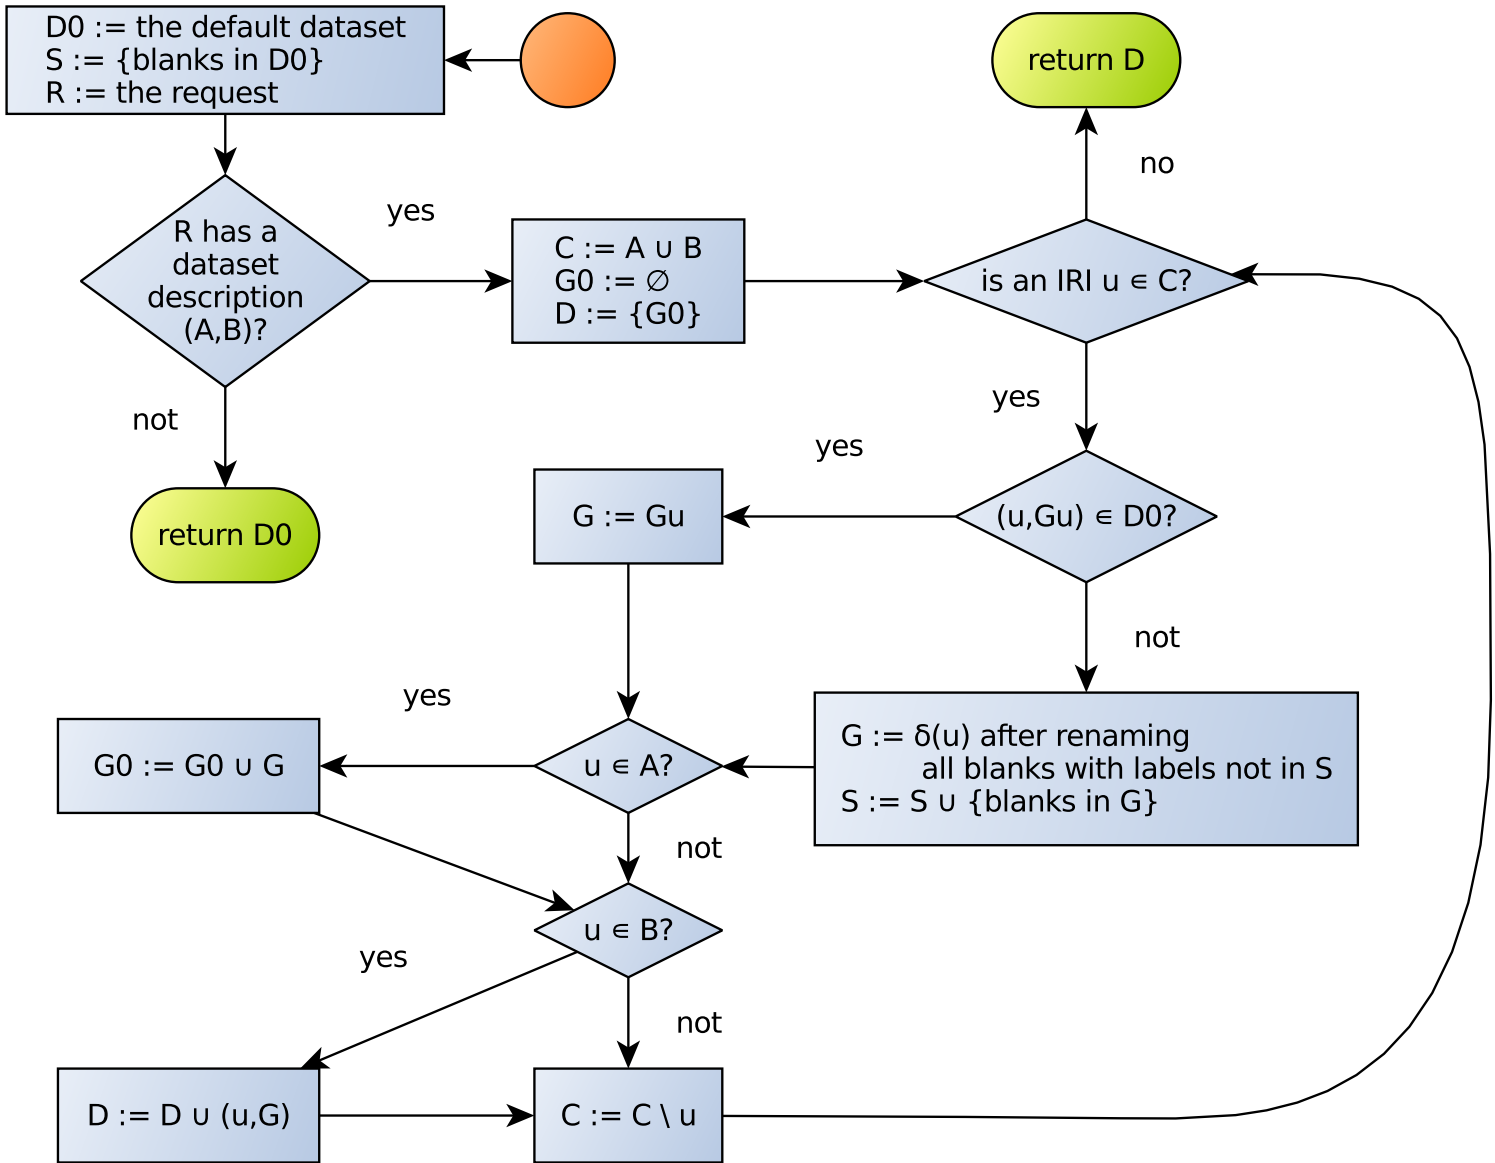 D0 := the default dataset
S := {blanks in D0}
R := the request
return D
no
yes
R has a
dataset
description
(A,B)?
C := A ∪ B
G0 := ∅
D := {G0}
is an IRI u ∈ C?
not
yes
yes
return D0
G := Gu
(u,Gu) ∈ D0?
not
yes
G0 := G0 ∪ G
u ∈ A?
G := δ(u) after renaming
all blanks with labels not in S
S := S ∪ {blanks in G}
not
u ∈ B?
yes
not
D := D ∪ (u,G)
C := C \ u